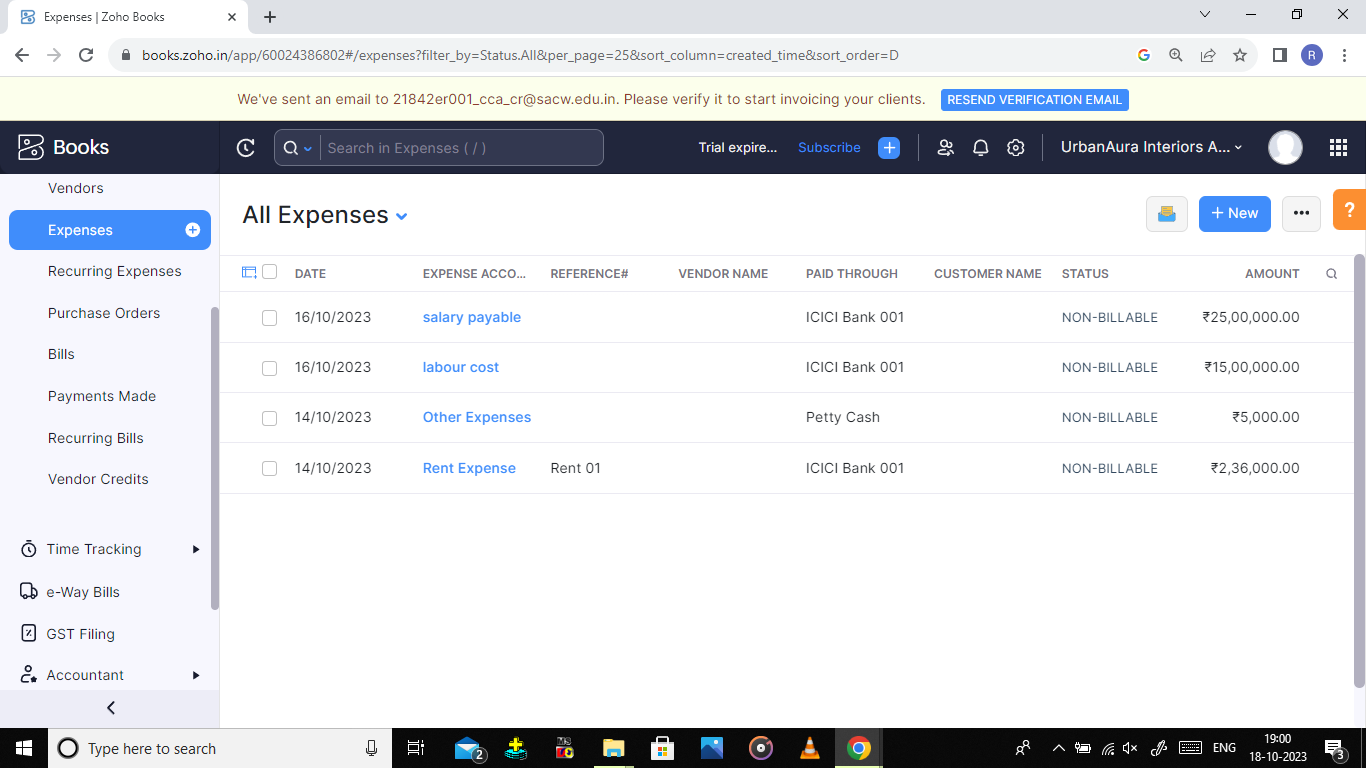 Expenses | Zoho Books
books.zoho.in/app/60024386802#/expenses?filter_by=Status.All&per_page=25&sort_column=created_time&sort_order=D
R
We've sent an email to 21842er001_cca_cr@sacw.edu.in. Please verify it to start invoicing your clients. RESEND VERIFICATION EMAIL
Books
Search in Expenses ( / )
Trial expire... Subscribe
UrbanAura Interiors A...
Vendors
Expenses
Recurring Expenses
Purchase Orders
Bills
Payments Made
Recurring Bills
Vendor Credits
Time Tracking
e-Way Bills
GST Filing
Accountant
All Expenses
+ New
?
DATE EXPENSE ACCO... REFERENCE# VENDOR NAME PAID THROUGH CUSTOMER NAME STATUS AMOUNT
16/10/2023 salary payable ICICI Bank 001 NON-BILLABLE ₹25,00,000.00
16/10/2023 labour cost ICICI Bank 001 NON-BILLABLE ₹15,00,000.00
14/10/2023 Other Expenses Petty Cash NON-BILLABLE ₹5,000.00
14/10/2023 Rent Expense Rent 01 ICICI Bank 001 NON-BILLABLE ₹2,36,000.00
Type here to search
2
MS
ENG
19:00
18-10-2023
3